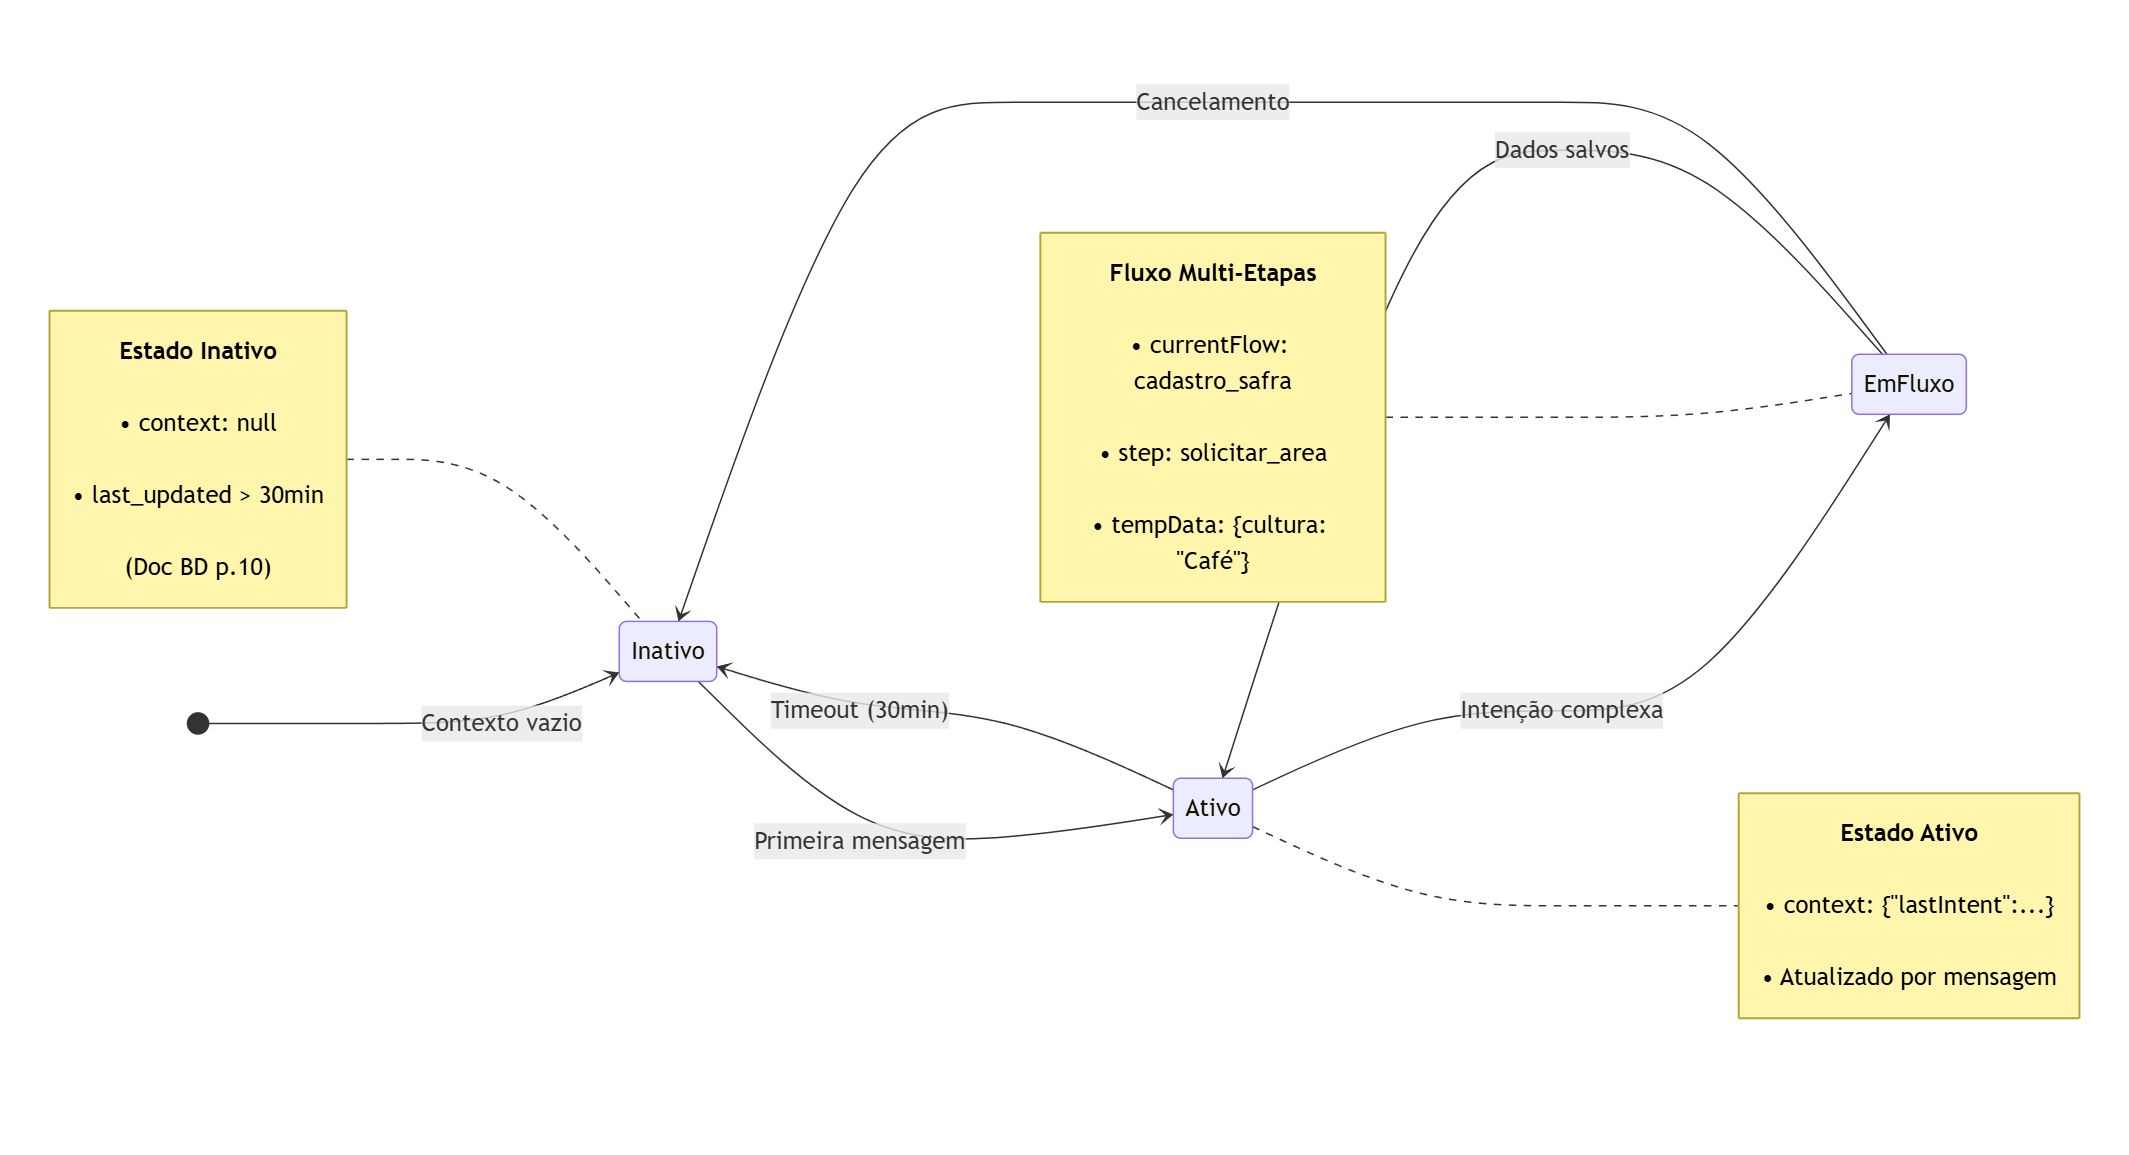 Cancelamento
Dados salvos
Fluxo Multi-Etapas
• currentFlow:
cadastro_safra
• step: solicitar_area
• tempData: {cultura:
"Café"}
EmFluxo
Estado Inativo
• context: null
• last_updated > 30min
(Doc BD p.10)
Inativo
Contexto vazio
Timeout (30min)
Intenção complexa
Primeira mensagem
Ativo
Estado Ativo
• context: {"lastIntent":...}
• Atualizado por mensagem